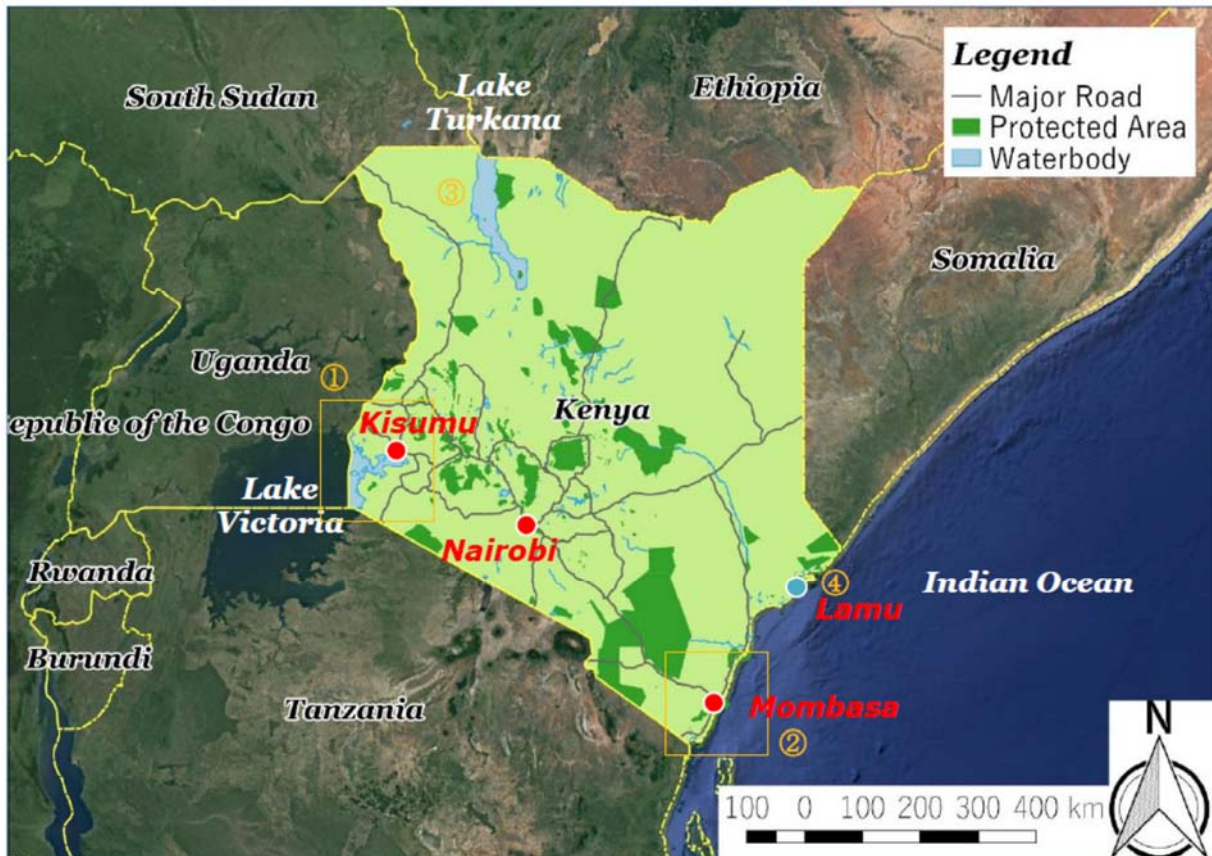 Legend
Major Road
Protected Area
Waterbody
South Sudan
Lake
Turkana
Ethiopia
③
Somalia
Uganda
①
epublic of the Congo
Kisumu
Kenya
Lake
Victoria
Nairobi
Rwanda
④
Indian Ocean
Lamu
Burundi
Tanzania
Mombasa
②
N
100 0 100 200 300 400 km